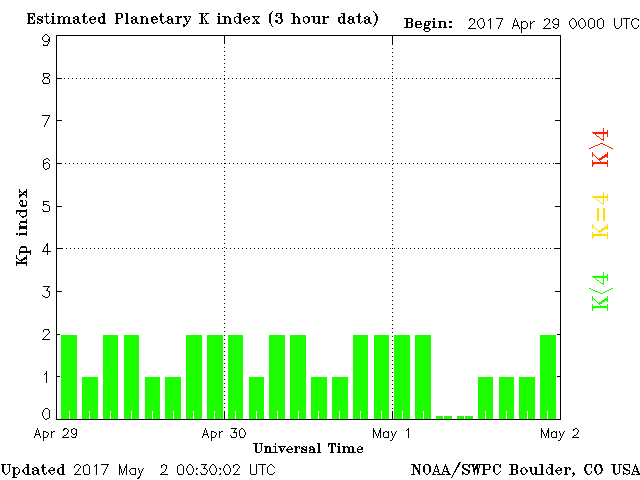 Estimated Planetary K index (3 hour data) Begin: 2017 Apr 29 0000 UTC
9
8
7
6
5
4
3
2
1
0
Kp index
K>4
K=4
K<4
Apr 29 Apr 30 May 1 May 2
Universal Time
Updated 2017 May 2 00:30:02 UTC NOAA/SWPC Boulder, CO USA